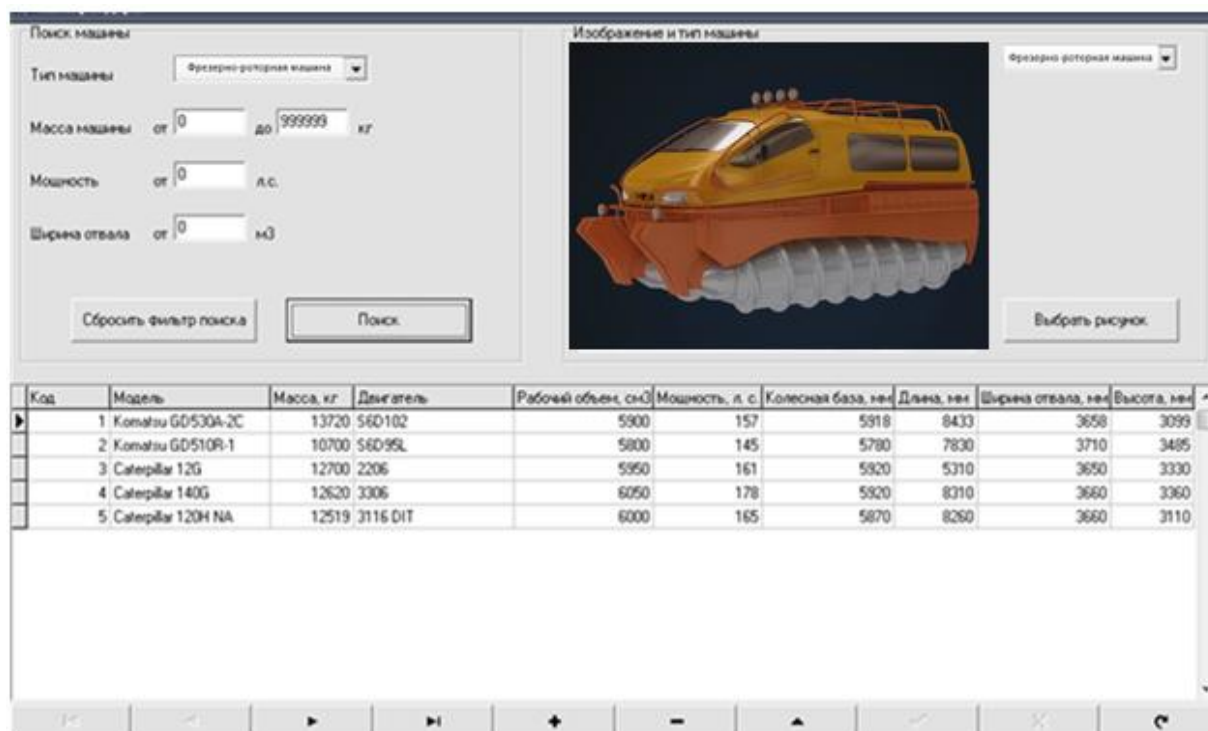 Поиск машины
Тип машины Фрезерно-роторная машина
Масса машины от 0 до 999999 кг
Мощность от 0 л.с.
Ширина отвала от 0 м3
Сбросить фильтр поиска Поиск
Изображение и тип машины
Фрезерно-роторная машина
Выбрать рисунок
Код Модель Масса, кг Двигатель Рабочий объем, см3 Мощность, л. с. Колесная база, мм Длина, мм Ширина отвала, мм Высота, мм
1 Komatsu GD530A-2C 13720 S6D102 5900 157 5918 8433 3658 3099
2 Komatsu GD510R-1 10700 S6D95L 5800 145 5780 7830 3710 3485
3 Caterpillar 12G 12700 2206 5950 161 5920 5310 3650 3330
4 Caterpillar 140G 12620 3306 6050 178 5920 8310 3660 3360
5 Caterpillar 120H NA 12519 3116 DIT 6000 165 5870 8260 3660 3110